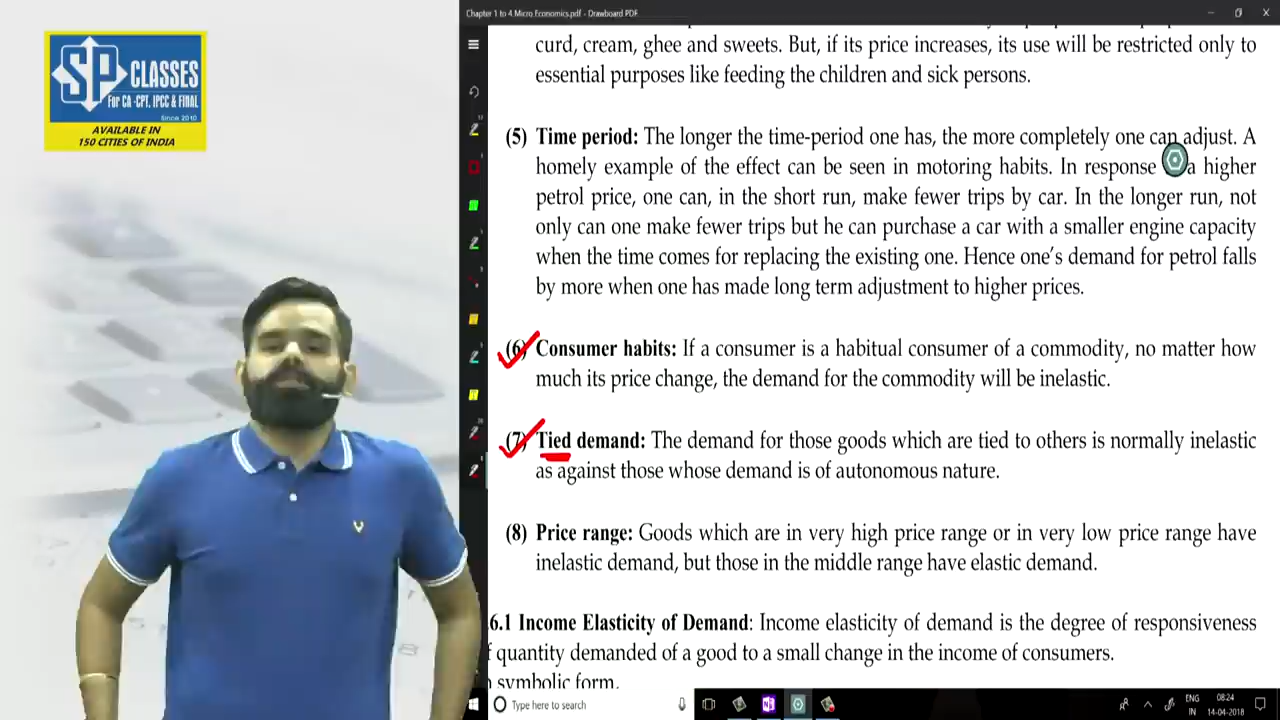 Chapter 1 to 4 Micro Economics.pdf - Drawboard PDF
SP CLASSES
For CA -CPT, IPCC & FINAL
Since 2010
AVAILABLE IN
150 CITIES OF INDIA
curd, cream, ghee and sweets. But, if its price increases, its use will be restricted only to
essential purposes like feeding the children and sick persons.
(5) Time period: The longer the time-period one has, the more completely one can adjust. A
homely example of the effect can be seen in motoring habits. In response a higher
petrol price, one can, in the short run, make fewer trips by car. In the longer run, not
only can one make fewer trips but he can purchase a car with a smaller engine capacity
when the time comes for replacing the existing one. Hence one's demand for petrol falls
by more when one has made long term adjustment to higher prices.
(6) Consumer habits: If a consumer is a habitual consumer of a commodity, no matter how
much its price change, the demand for the commodity will be inelastic.
(7) Tied demand: The demand for those goods which are tied to others is normally inelastic
as against those whose demand is of autonomous nature.
(8) Price range: Goods which are in very high price range or in very low price range have
inelastic demand, but those in the middle range have elastic demand.
.6.1 Income Elasticity of Demand: Income elasticity of demand is the degree of responsiveness
f quantity demanded of a good to a small change in the income of consumers.
symbolic form.
Type here to search
ENG
IN
08:24
14-04-2018